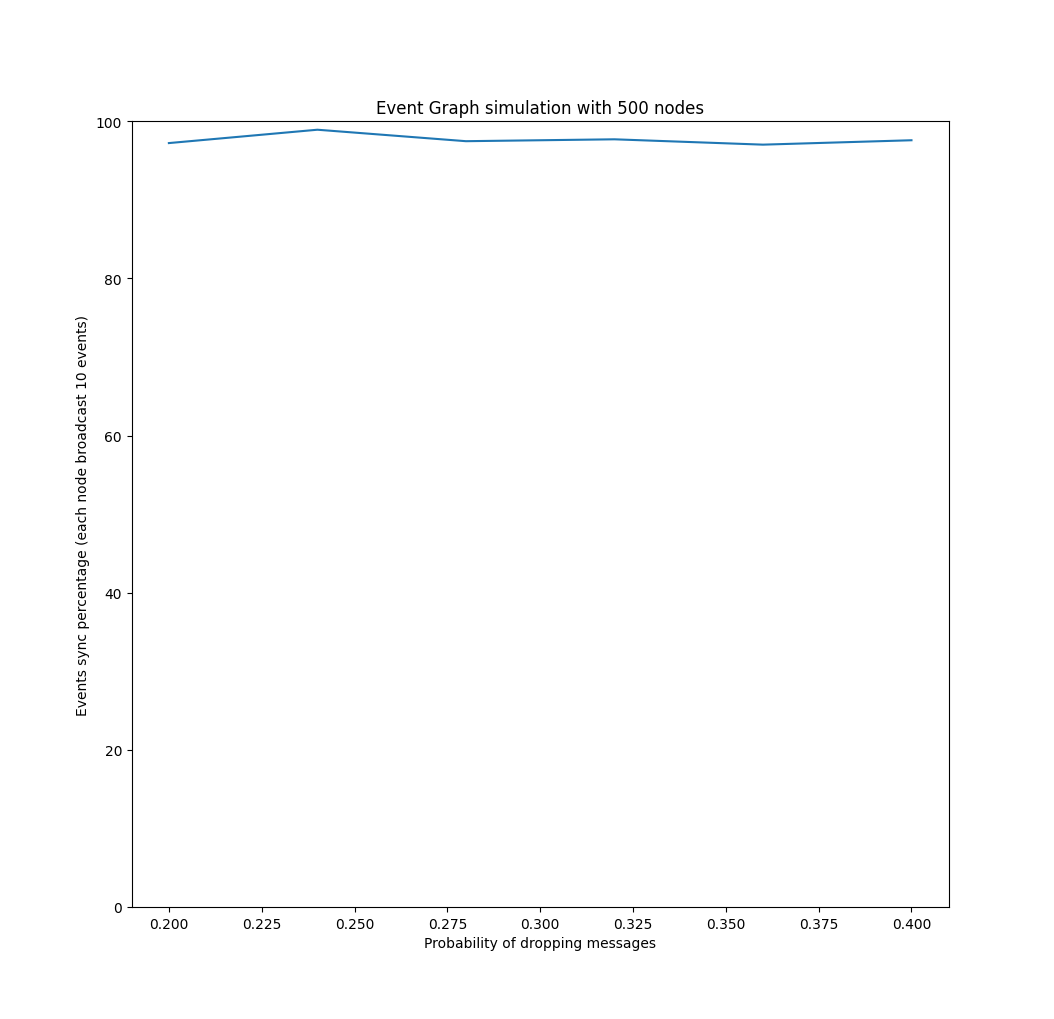 Event Graph simulation with 500 nodes
Events sync percentage (each node broadcast 10 events)
100
80
60
40
20
0
0.200 0.225 0.250 0.275 0.300 0.325 0.350 0.375 0.400
Probability of dropping messages